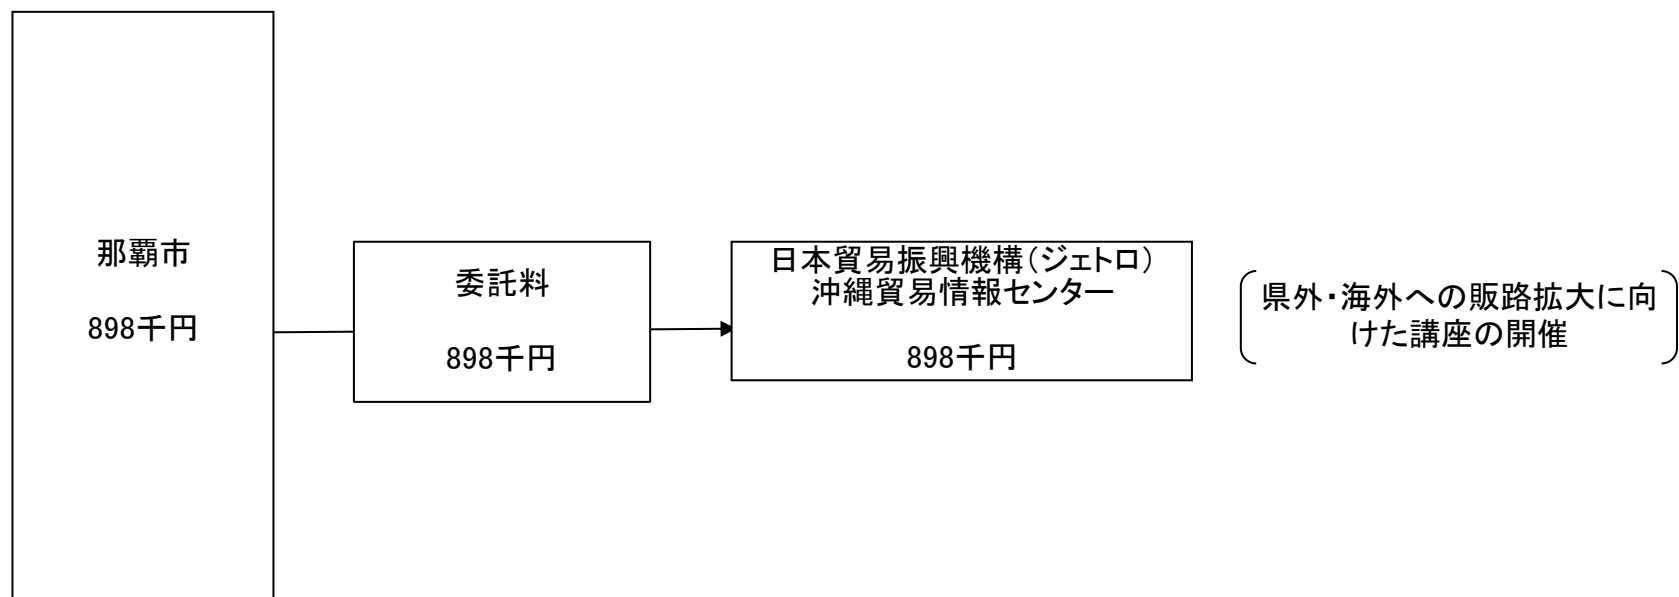 那覇市
898千円
委託料
898千円
日本貿易振興機構(ジェトロ)
沖縄貿易情報センター
898千円
県外・海外への販路拡大に向
けた講座の開催